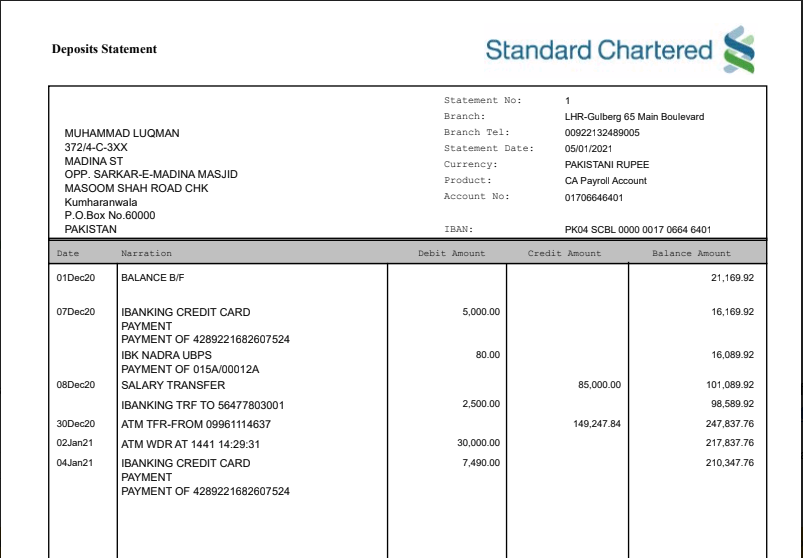 Deposits Statement
Standard Chartered
Statement No: 1
Branch: LHR-Gulberg 65 Main Boulevard
Branch Tel: 00922132489005
Statement Date: 05/01/2021
Currency: PAKISTANI RUPEE
Product: CA Payroll Account
Account No: 01706646401
IBAN: PK04 SCBL 0000 0017 0664 6401
MUHAMMAD LUQMAN
372/4-C-3XX
MADINA ST
OPP. SARKAR-E-MADINA MASJID
MASOOM SHAH ROAD CHK
Kumharanwala
P.O.Box No.60000
PAKISTAN
Date Narration Debit Amount Credit Amount Balance Amount
01Dec20 BALANCE B/F 21,169.92
07Dec20 IBANKING CREDIT CARD 5,000.00 16,169.92
PAYMENT
PAYMENT OF 4289221682607524
IBK NADRA UBPS 80.00 16,089.92
PAYMENT OF 015A/00012A
08Dec20 SALARY TRANSFER 85,000.00 101,089.92
IBANKING TRF TO 56477803001 2,500.00 98,589.92
30Dec20 ATM TFR-FROM 09961114637 149,247.84 247,837.76
02Jan21 ATM WDR AT 1441 14:29:31 30,000.00 217,837.76
04Jan21 IBANKING CREDIT CARD 7,490.00 210,347.76
PAYMENT
PAYMENT OF 4289221682607524